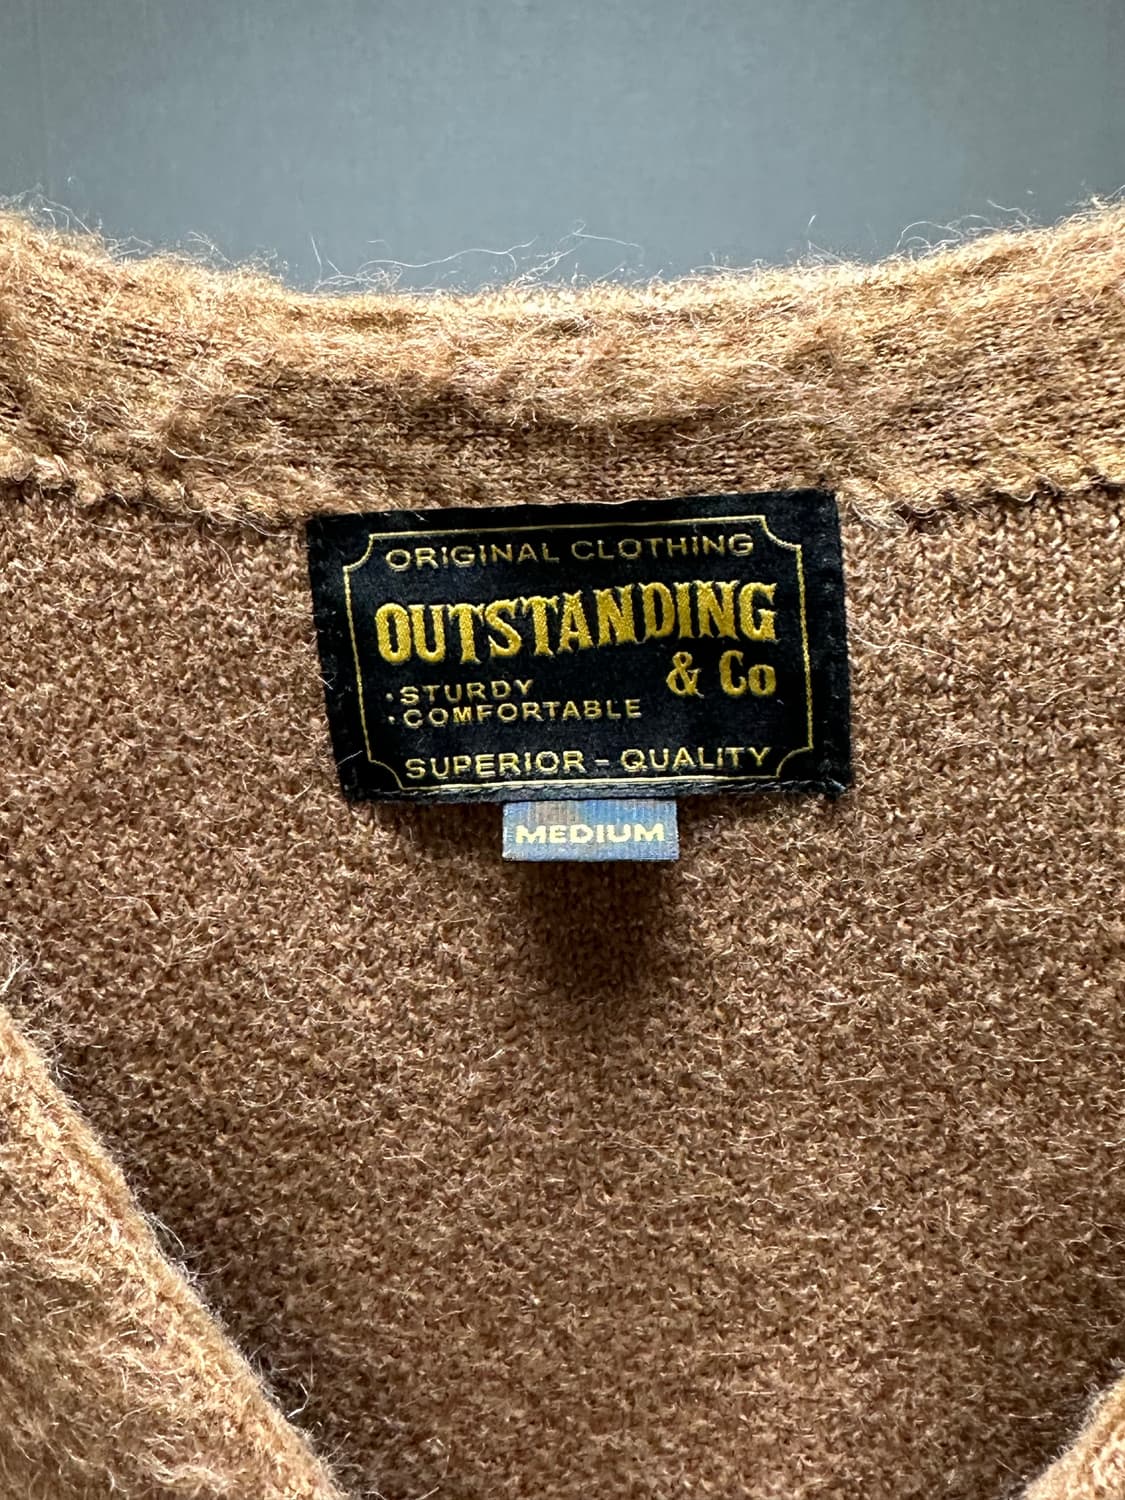 ORIGINAL CLOTHING
OUTSTANDING
& Co
·STURDY
·COMFORTABLE
SUPERIOR - QUALITY
MEDIUM